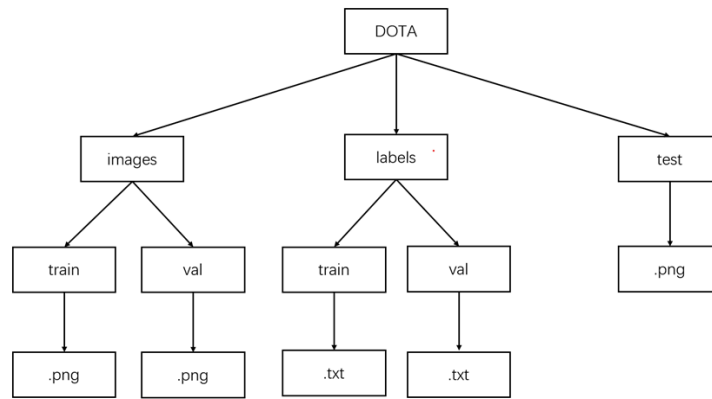 DOTA
images
labels
test
train
val
train
val
.png
.png
.png
.txt
.txt